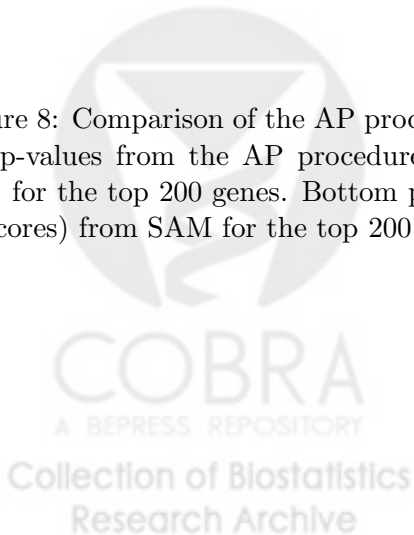 ure 8: Comparison of the AP proc
p-values from the AP procedure
for the top 200 genes. Bottom p
cores) from SAM for the top 200
COBRA
A BEPRESS REPOSITORY
Collection of Biostatistics
Research Archive